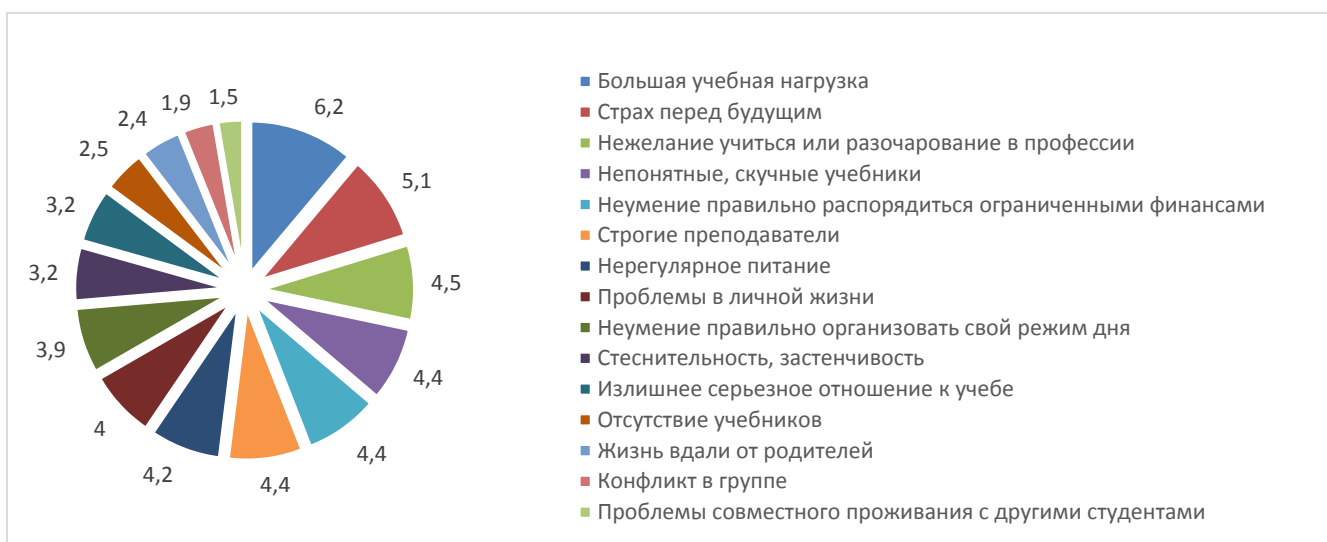 6,2
5,1
4,5
4,4
4,4
4,4
4,2
4
3,9
3,2
3,2
2,5
2,4
1,9
1,5
Большая учебная нагрузка
Страх перед будущим
Нежелание учиться или разочарование в профессии
Непонятные, скучные учебники
Неумение правильно распорядиться ограниченными финансами
Строгие преподаватели
Нерегулярное питание
Проблемы в личной жизни
Неумение правильно организовать свой режим дня
Стеснительность, застенчивость
Излишнее серьезное отношение к учебе
Отсутствие учебников
Жизнь вдали от родителей
Конфликт в группе
Проблемы совместного проживания с другими студентами